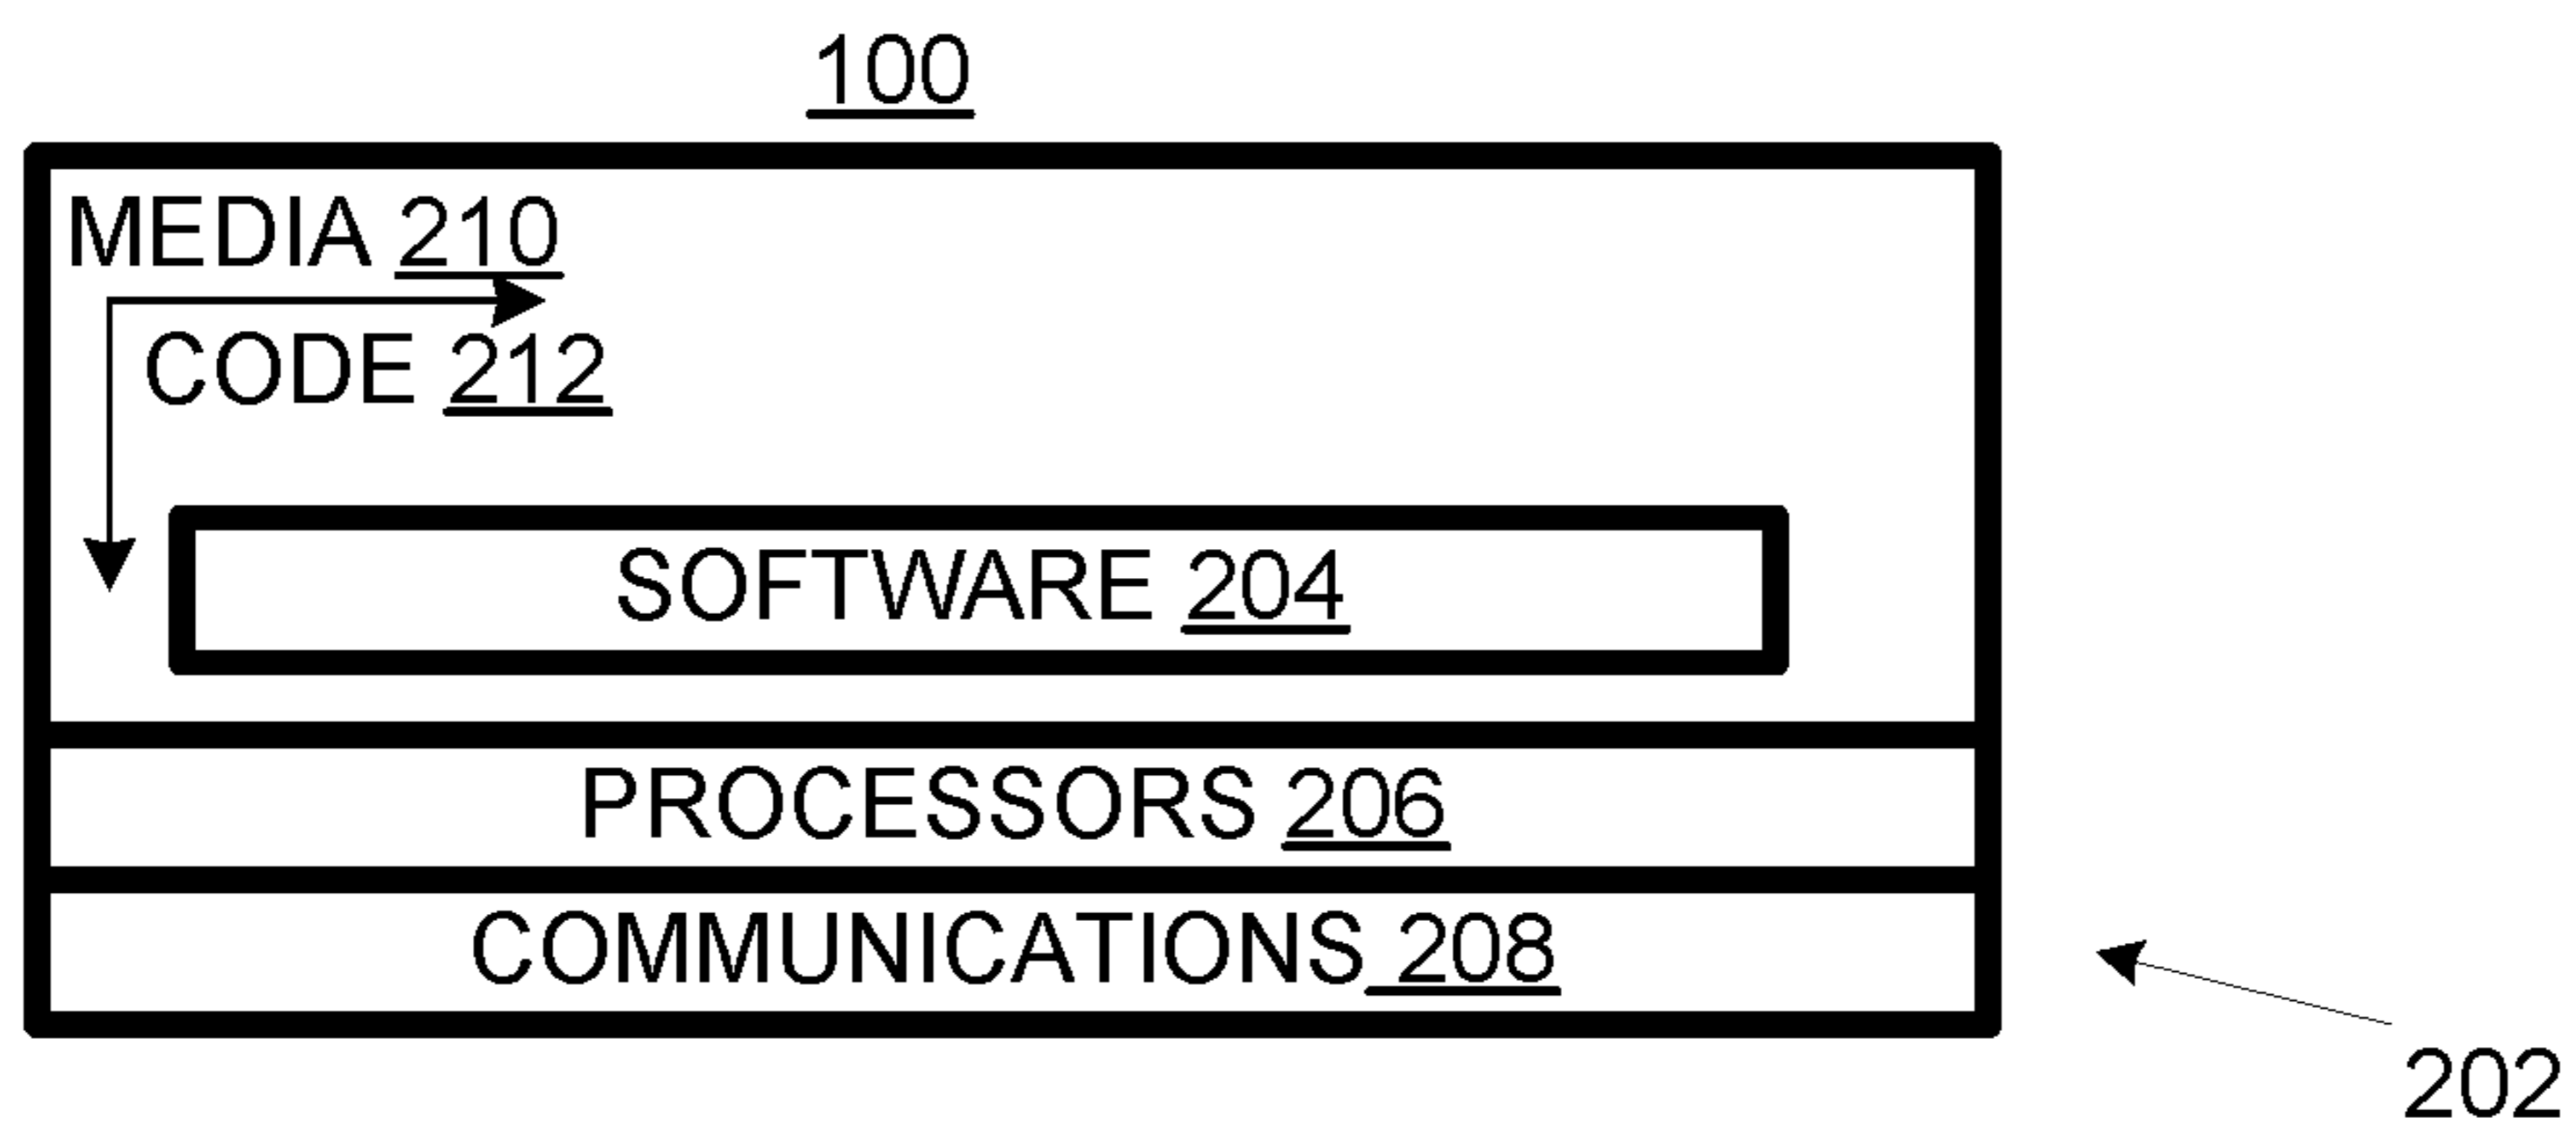 100
MEDIA 210
CODE 212
SOFTWARE 204
PROCESSORS 206
COMMUNICATIONS 208
202